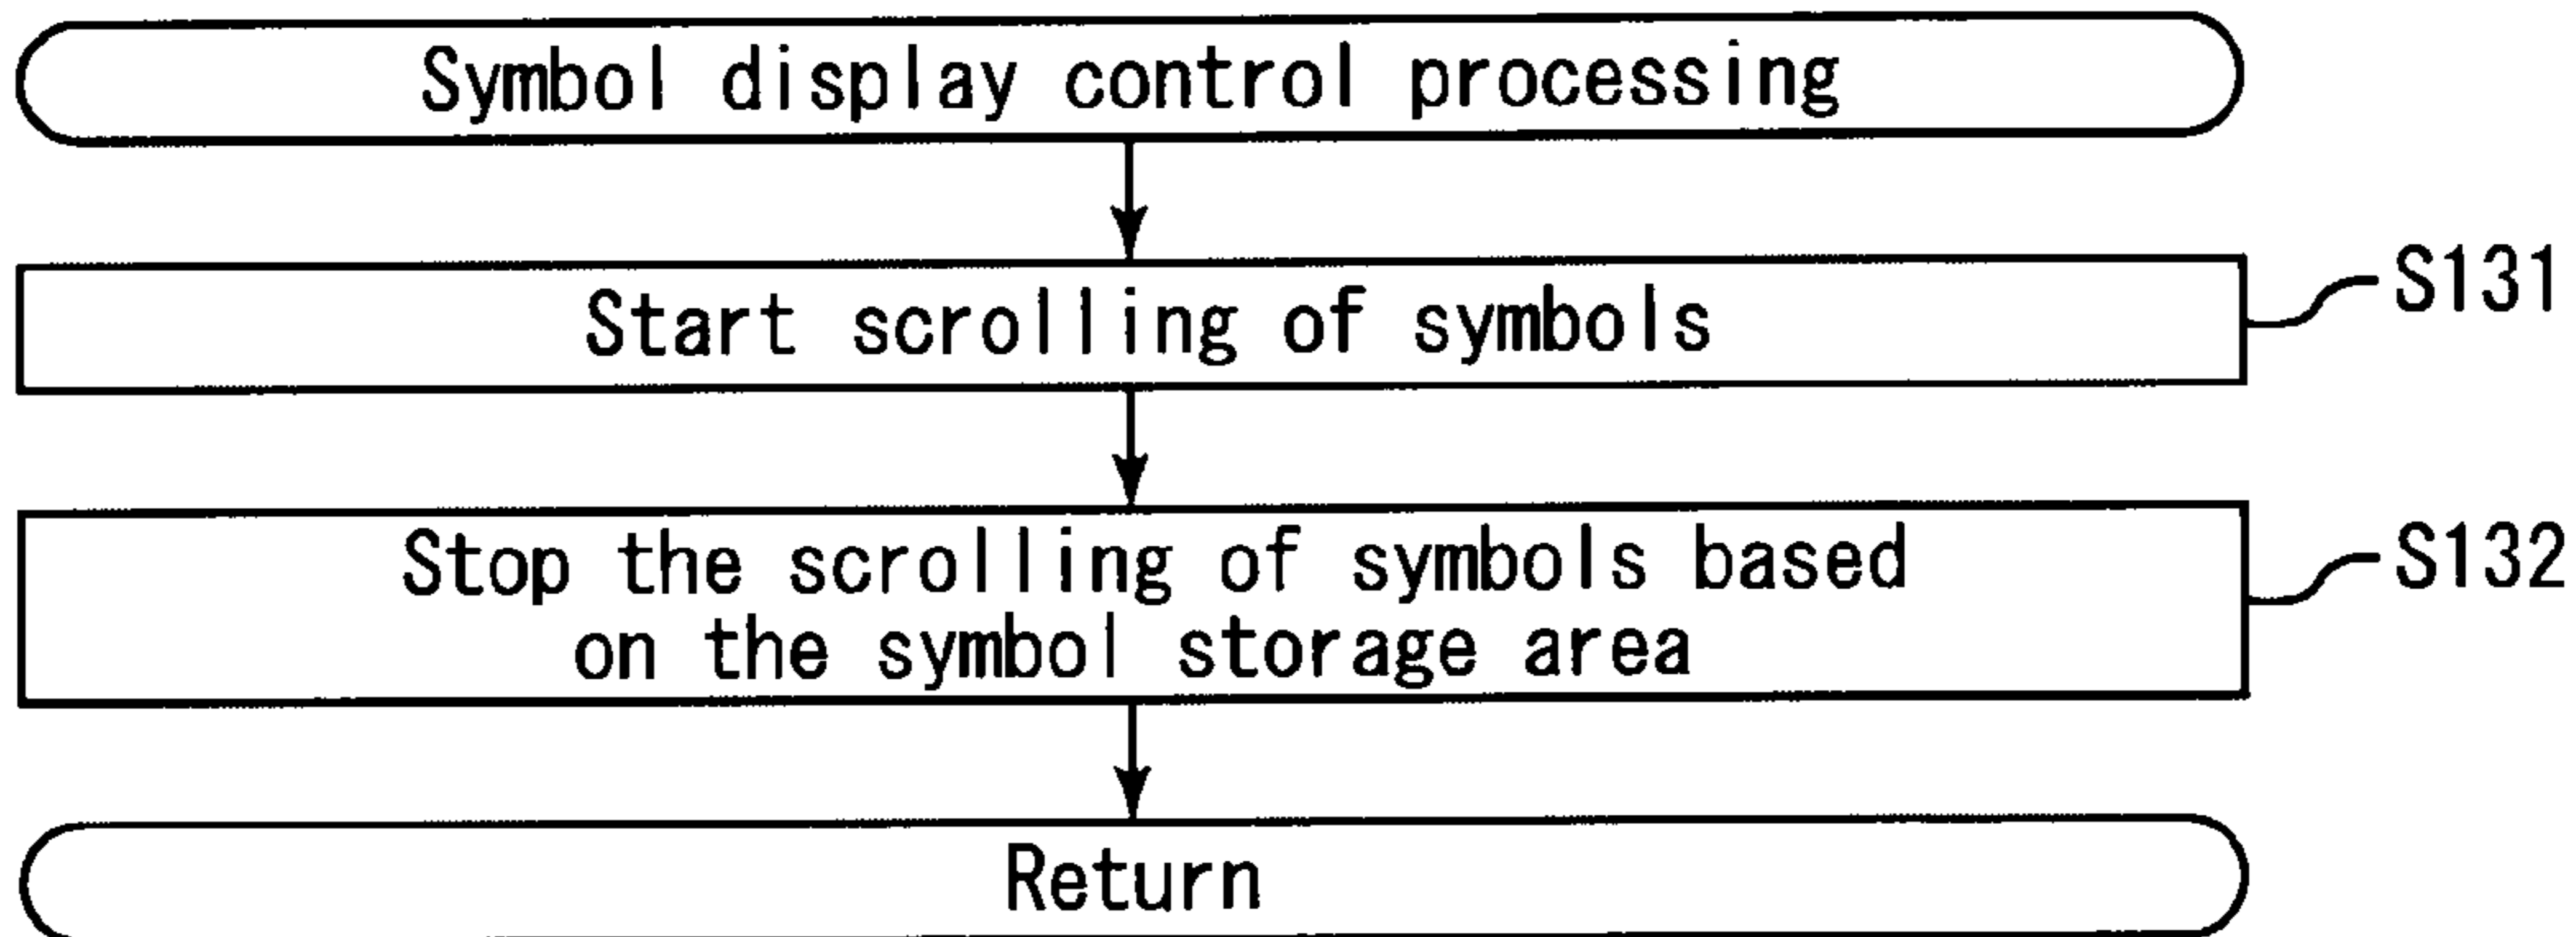 Symbol display control processing
Start scrolling of symbols
S131
Stop the scrolling of symbols based
on the symbol storage area
S132
Return